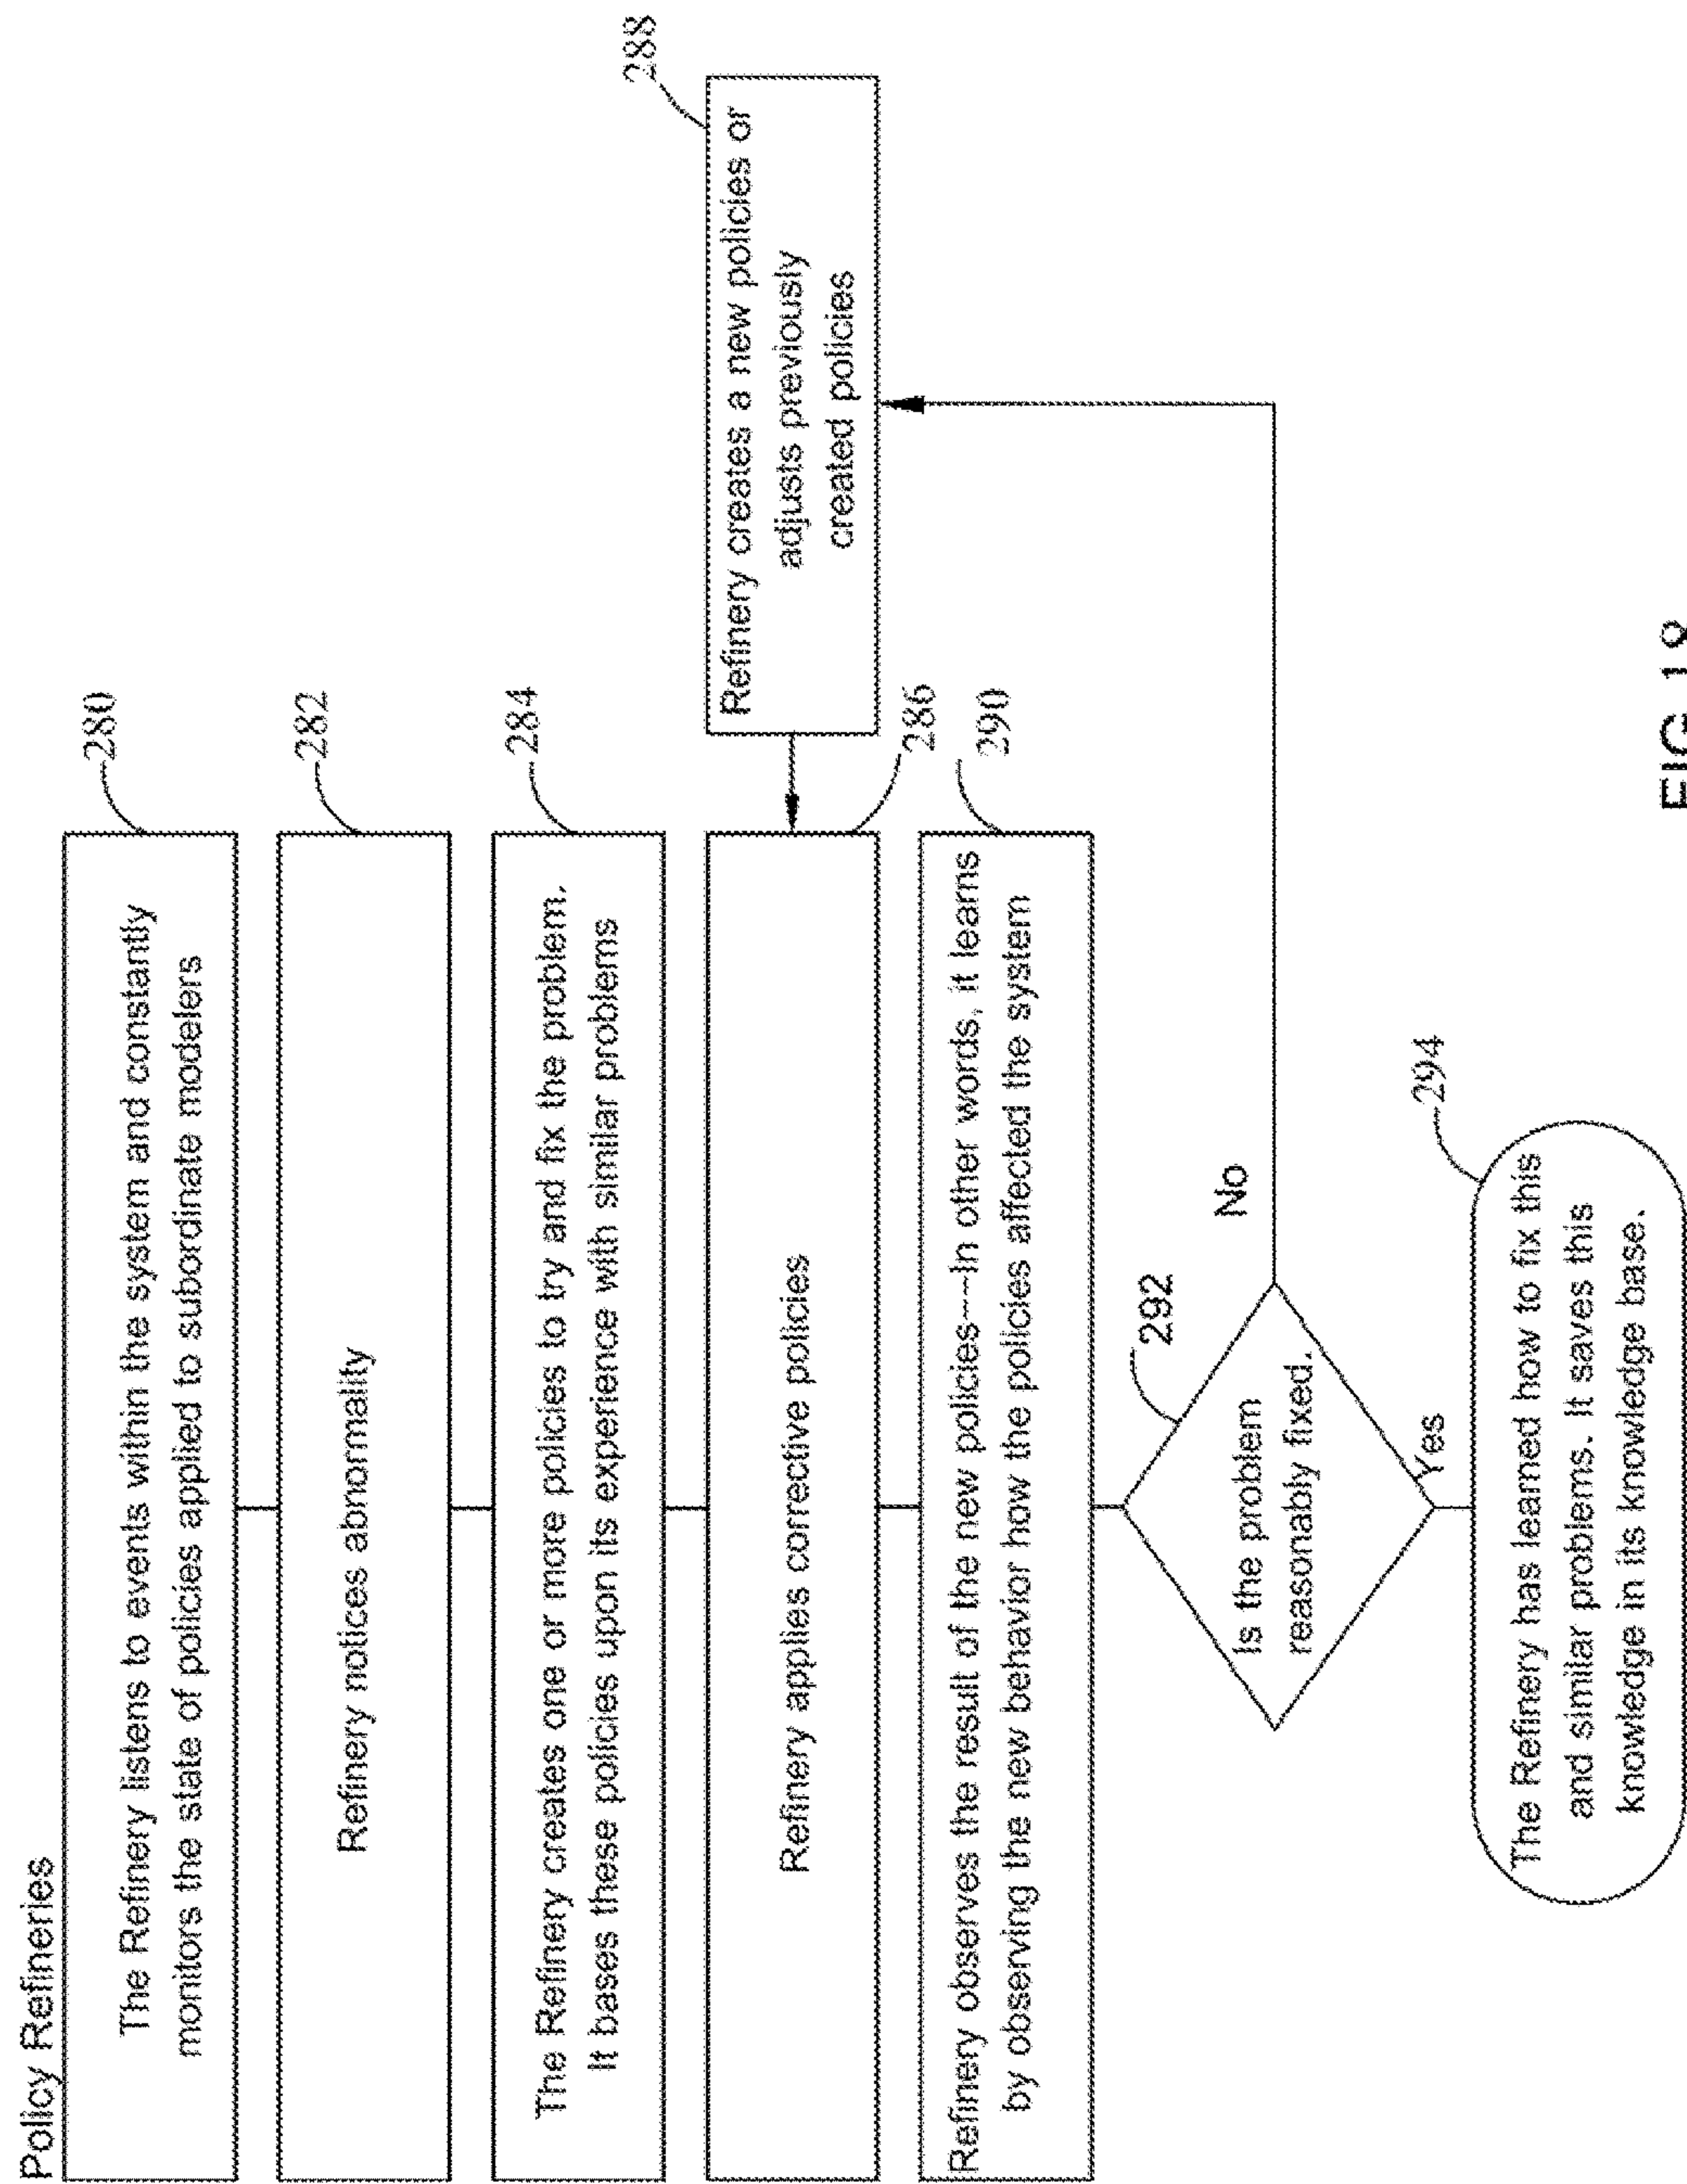 Policy Refineries
The Refinery listens to events within the system and constantly
monitors the state of policies applied to subordinate modelers
280
Refinery notices abnormality
282
The Refinery creates one or more policies to try and fix the problem.
It bases these policies upon its experience with similar problems
284
Refinery applies corrective policies
286
Refinery creates a new policies or
adjusts previously
created policies
288
Refinery observes the result of the new policies---In other words, it learns
by observing the new behavior how the policies affected the system
290
Is the problem
reasonably fixed.
292
No
Yes
The Refinery has learned how to fix this
and similar problems. It saves this
knowledge in its knowledge base.
294
FIG 18